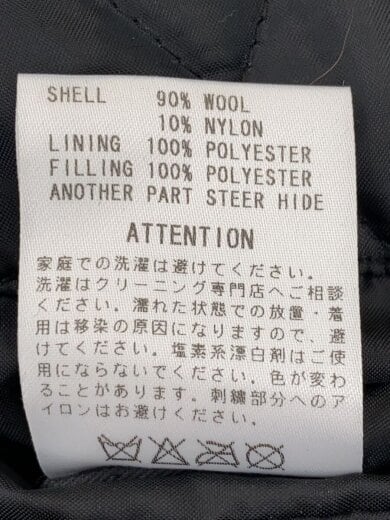 SHELL 90% WOOL
10% NYLON
LINING 100% POLYESTER
FILLING 100% POLYESTER
ANOTHER PART STEER HIDE
ATTENTION
家庭での洗濯は避けてください。
洗濯はクリーニング専門店へご相談
ください。濡れた状態での放置・着
用は移染の原因になりますので、避
けてください。塩素系漂白剤はご使
用にならないでください。色が変わ
ることがあります。刺繍部分へのア
イロンはお避けください。